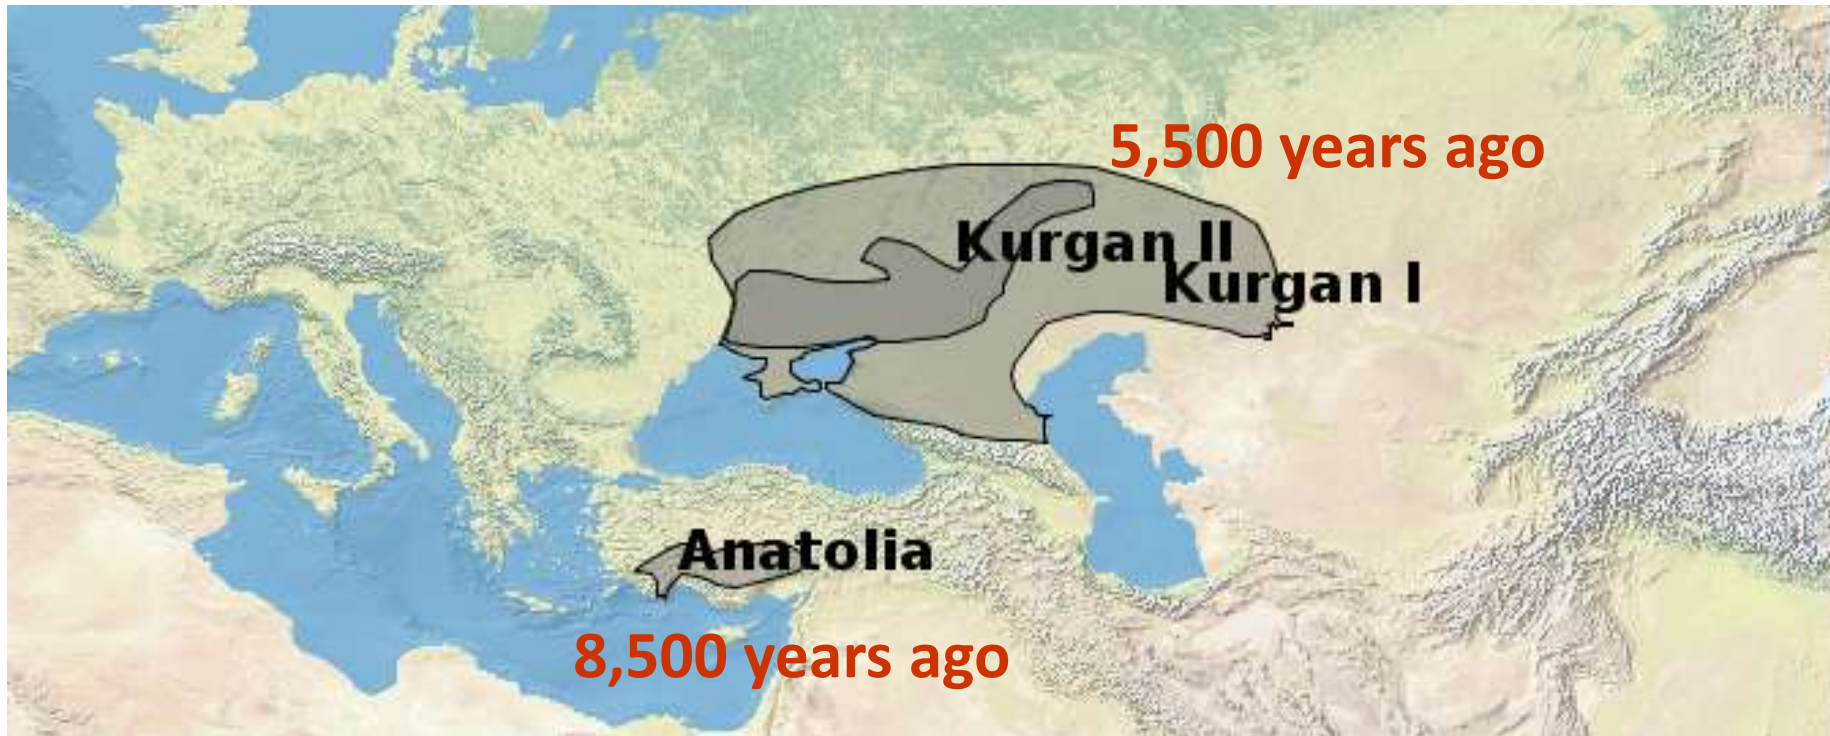 5,500 years ago
Kurgan II
Kurgan I
Anatolia
8,500 years ago